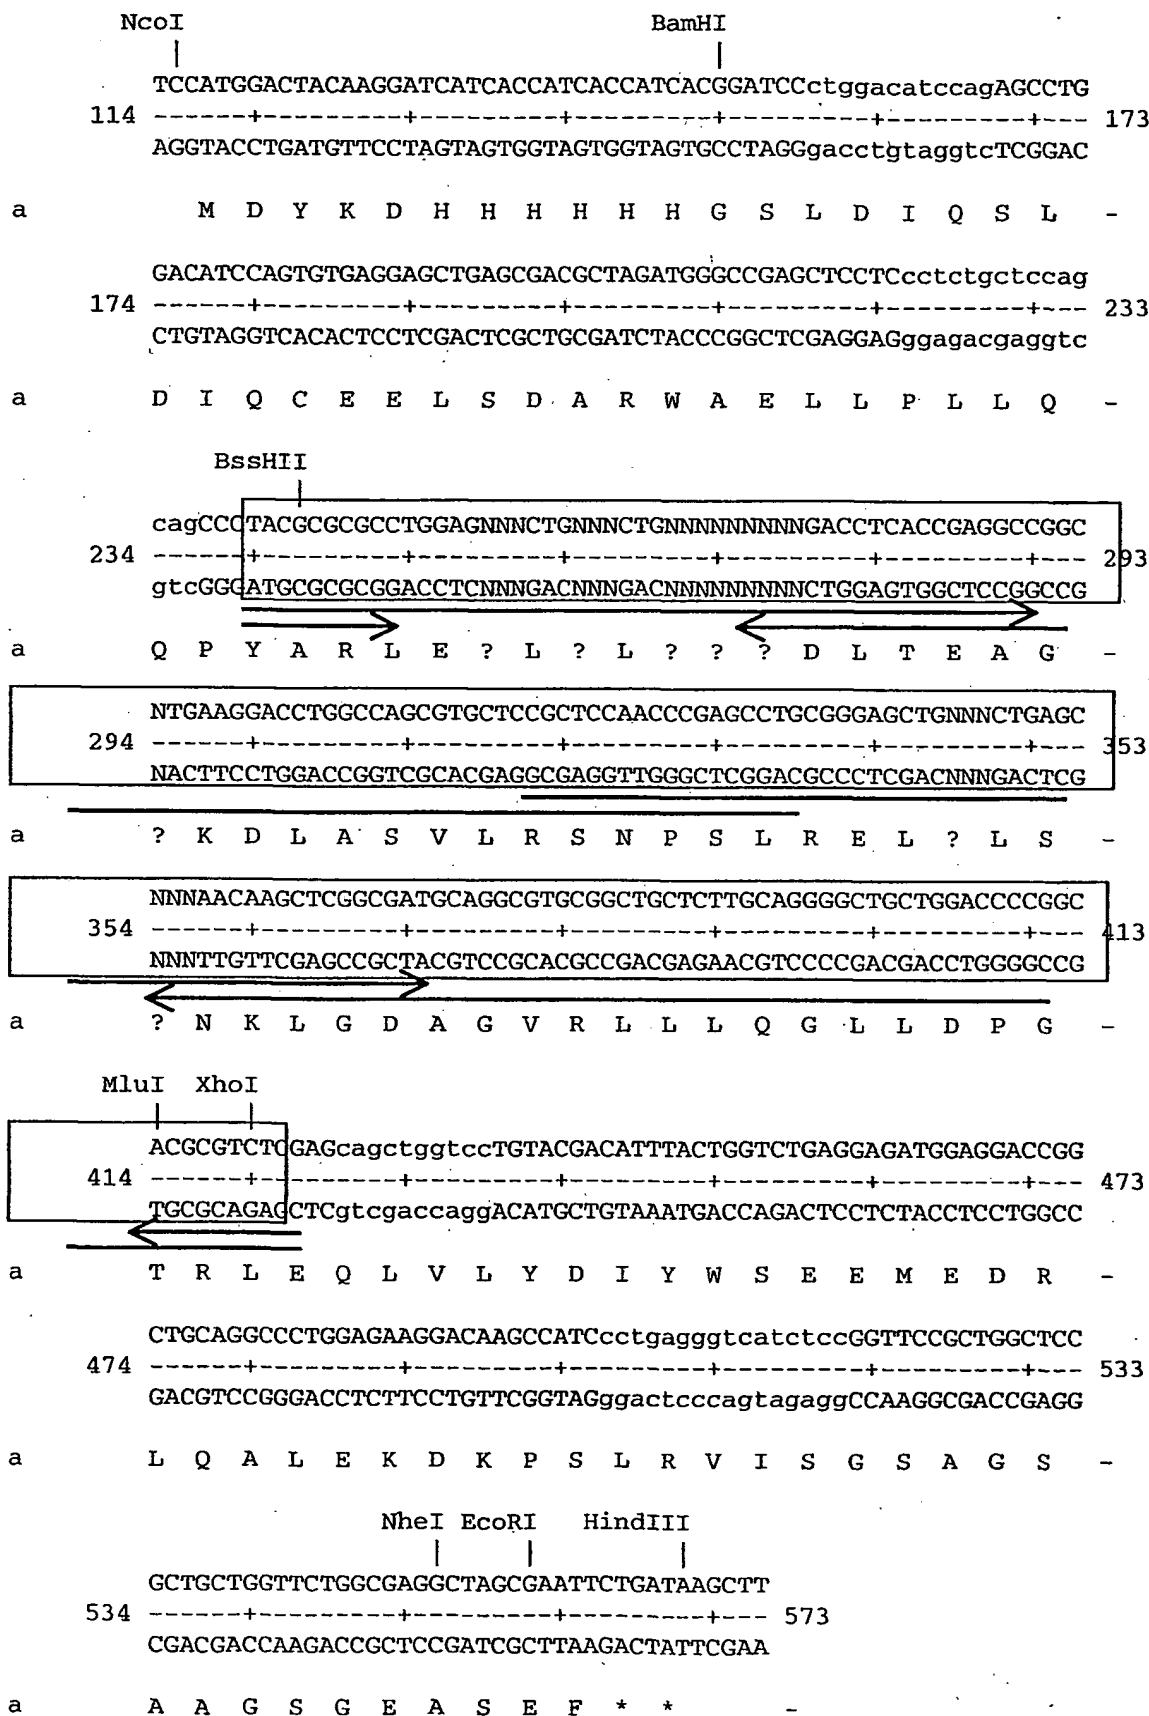 NcoI BamHI
TCCATGGACTACAAGGATCATCACCATCACCATCACGGATCCctggacatccagAGCCTG
114 ------+---------+---------+---------+---------+---------+--- 173
AGGTACCTGATGTTCCTAGTAGTGGTAGTGGTAGTGCCTAGGgacctgtaggtcTCGGAC
a M D Y K D H H H H H H G S L D I Q S L -
GACATCCAGTGTGAGGAGCTGAGCGACGCTAGATGGGCCGAGCTCCTCcctctgctccag
174 ------+---------+---------+---------+---------+---------+--- 233
CTGTAGGTCACACTCCTCGACTCGCTGCGATCTACCCGGCTCGAGGAGggagacgaggtc
a D I Q C E E L S D A R W A E L L P L L Q -
BssHII
cagCCCTACGCGCGCCTGGAGNNNCTGNNNCTGNNNNNNNNNGACCTCACCGAGGCCGGC
234 ------+---------+---------+---------+---------+---------+--- 293
gtcGGGATGCGCGCGGACCTCNNNGACNNNGACNNNNNNNNNCTGGAGTGGCTCCGGCCG
a Q P Y A R L E ? L ? L ? ? ? D L T E A G -
NTGAAGGACCTGGCCAGCGTGCTCCGCTCCAACCCGAGCCTGCGGGAGCTGNNNCTGAGC
294 ------+---------+---------+---------+---------+---------+--- 353
NACTTCCTGGACCGGTCGCACGAGGCGAGGTTGGGCTCGGACGCCCTCGACNNNGACTCG
a ? K D L A S V L R S N P S L R E L ? L S -
NNNAACAAGCTCGGCGATGCAGGCGTGCGGCTGCTCTTGCAGGGGCTGCTGGACCCCGGC
354 ------+---------+---------+---------+---------+---------+--- 413
NNNTTGTTCGAGCCGCTACGTCCGCACGCCGACGAGAACGTCCCCGACGACCTGGGGCCG
a ? N K L G D A G V R L L L Q G L L D P G -
MluI XhoI
ACGCGTCTCGAGcagctggtccTGTACGACATTTACTGGTCTGAGGAGATGGAGGACCGG
414 ------+---------+---------+---------+---------+---------+--- 473
TGCGCAGAGCTCgtcgaccaggACATGCTGTAAATGACCAGACTCCTCTACCTCCTGGCC
a T R L E Q L V L Y D I Y W S E E M E D R -
CTGCAGGCCCTGGAGAAGGACAAGCCATCcctgagggtcatctccGGTTCCGCTGGCTCC
474 ------+---------+---------+---------+---------+---------+--- 533
GACGTCCGGGACCTCTTCCTGTTCGGTAGggactcccagtagaggCCAAGGCGACCGAGG
a L Q A L E K D K P S L R V I S G S A G S -
NheI EcoRI HindIII
GCTGCTGGTTCTGGCGAGGCTAGCGAATTCTGATAAGCTT
534 ------+---------+---------+---------+--- 573
CGACGACCAAGACCGCTCCGATCGCTTAAGACTATTCGAA
a A A G S G E A S E F * * -